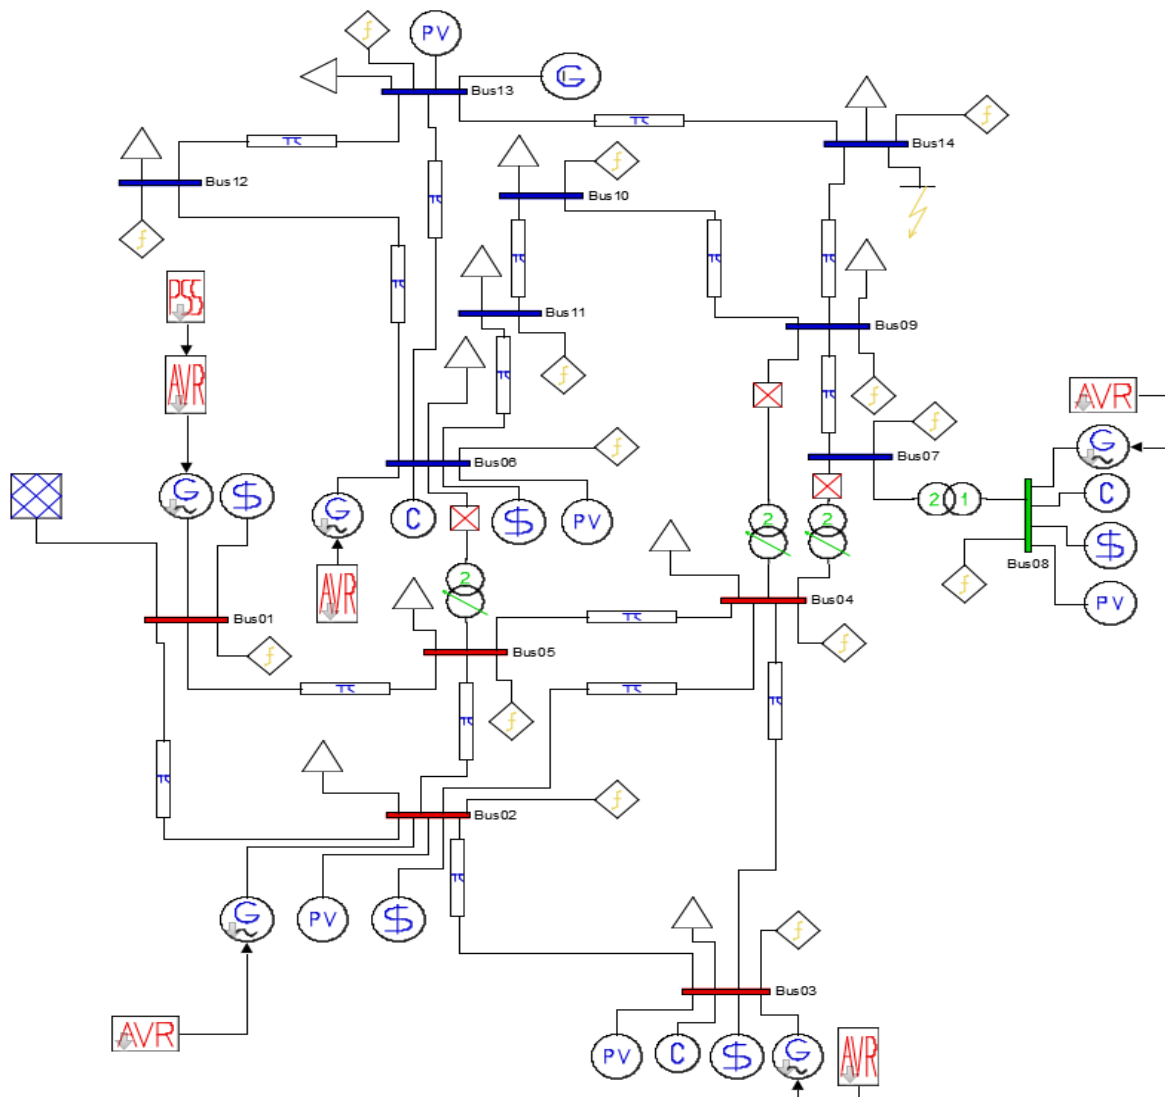 f
PV
G
Bus13
π
π
f
Bus14
Bus12
π
f
Bus10
f
π
π
π
π
PSS
Bus11
Bus09
AVR
π
f
π
f
AVR
f
G
$
Bus06
f
Bus07
G
G
C
$
PV
2
2
2
1
C
$
Bus08
AVR
2
f
PV
Bus04
Bus01
π
f
f
Bus05
π
π
π
f
π
π
Bus02
f
π
G
PV
$
f
Bus03
AVR
PV
C
$
G
AVR